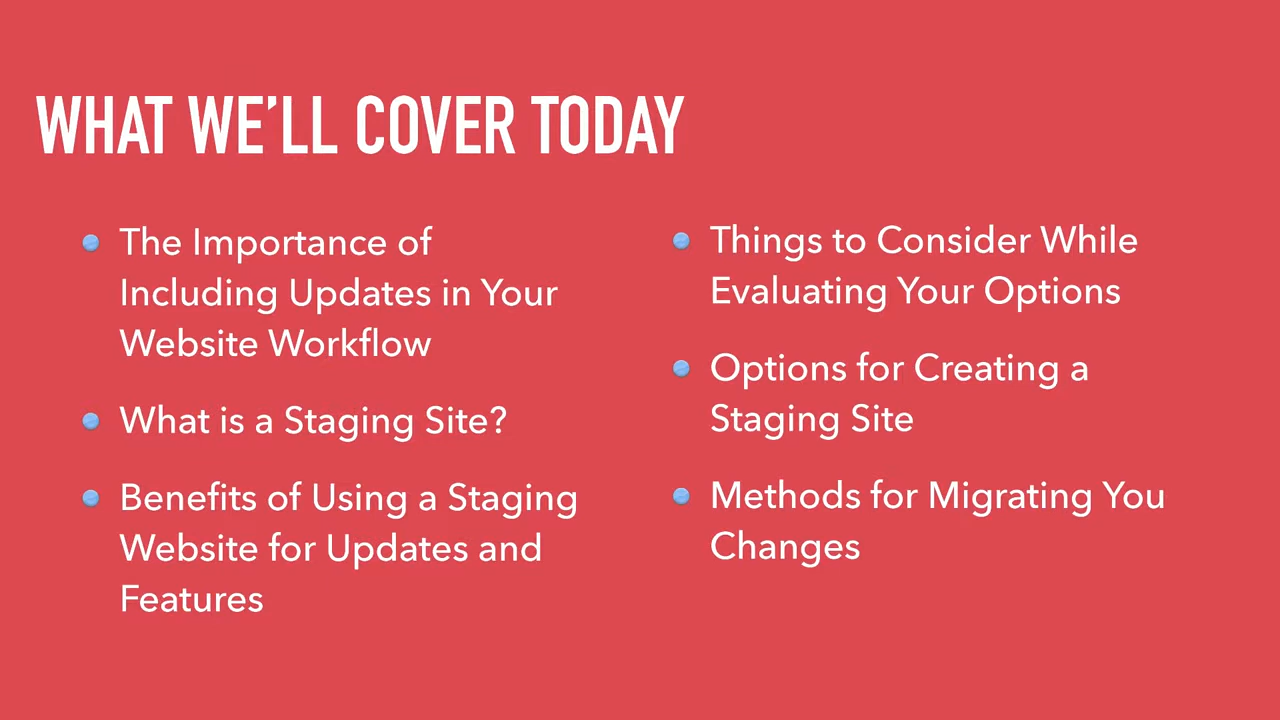 WHAT WE’LL COVER TODAY
The Importance of
Including Updates in Your
Website Workflow
What is a Staging Site?
Benefits of Using a Staging
Website for Updates and
Features
Things to Consider While
Evaluating Your Options
Options for Creating a
Staging Site
Methods for Migrating You
Changes